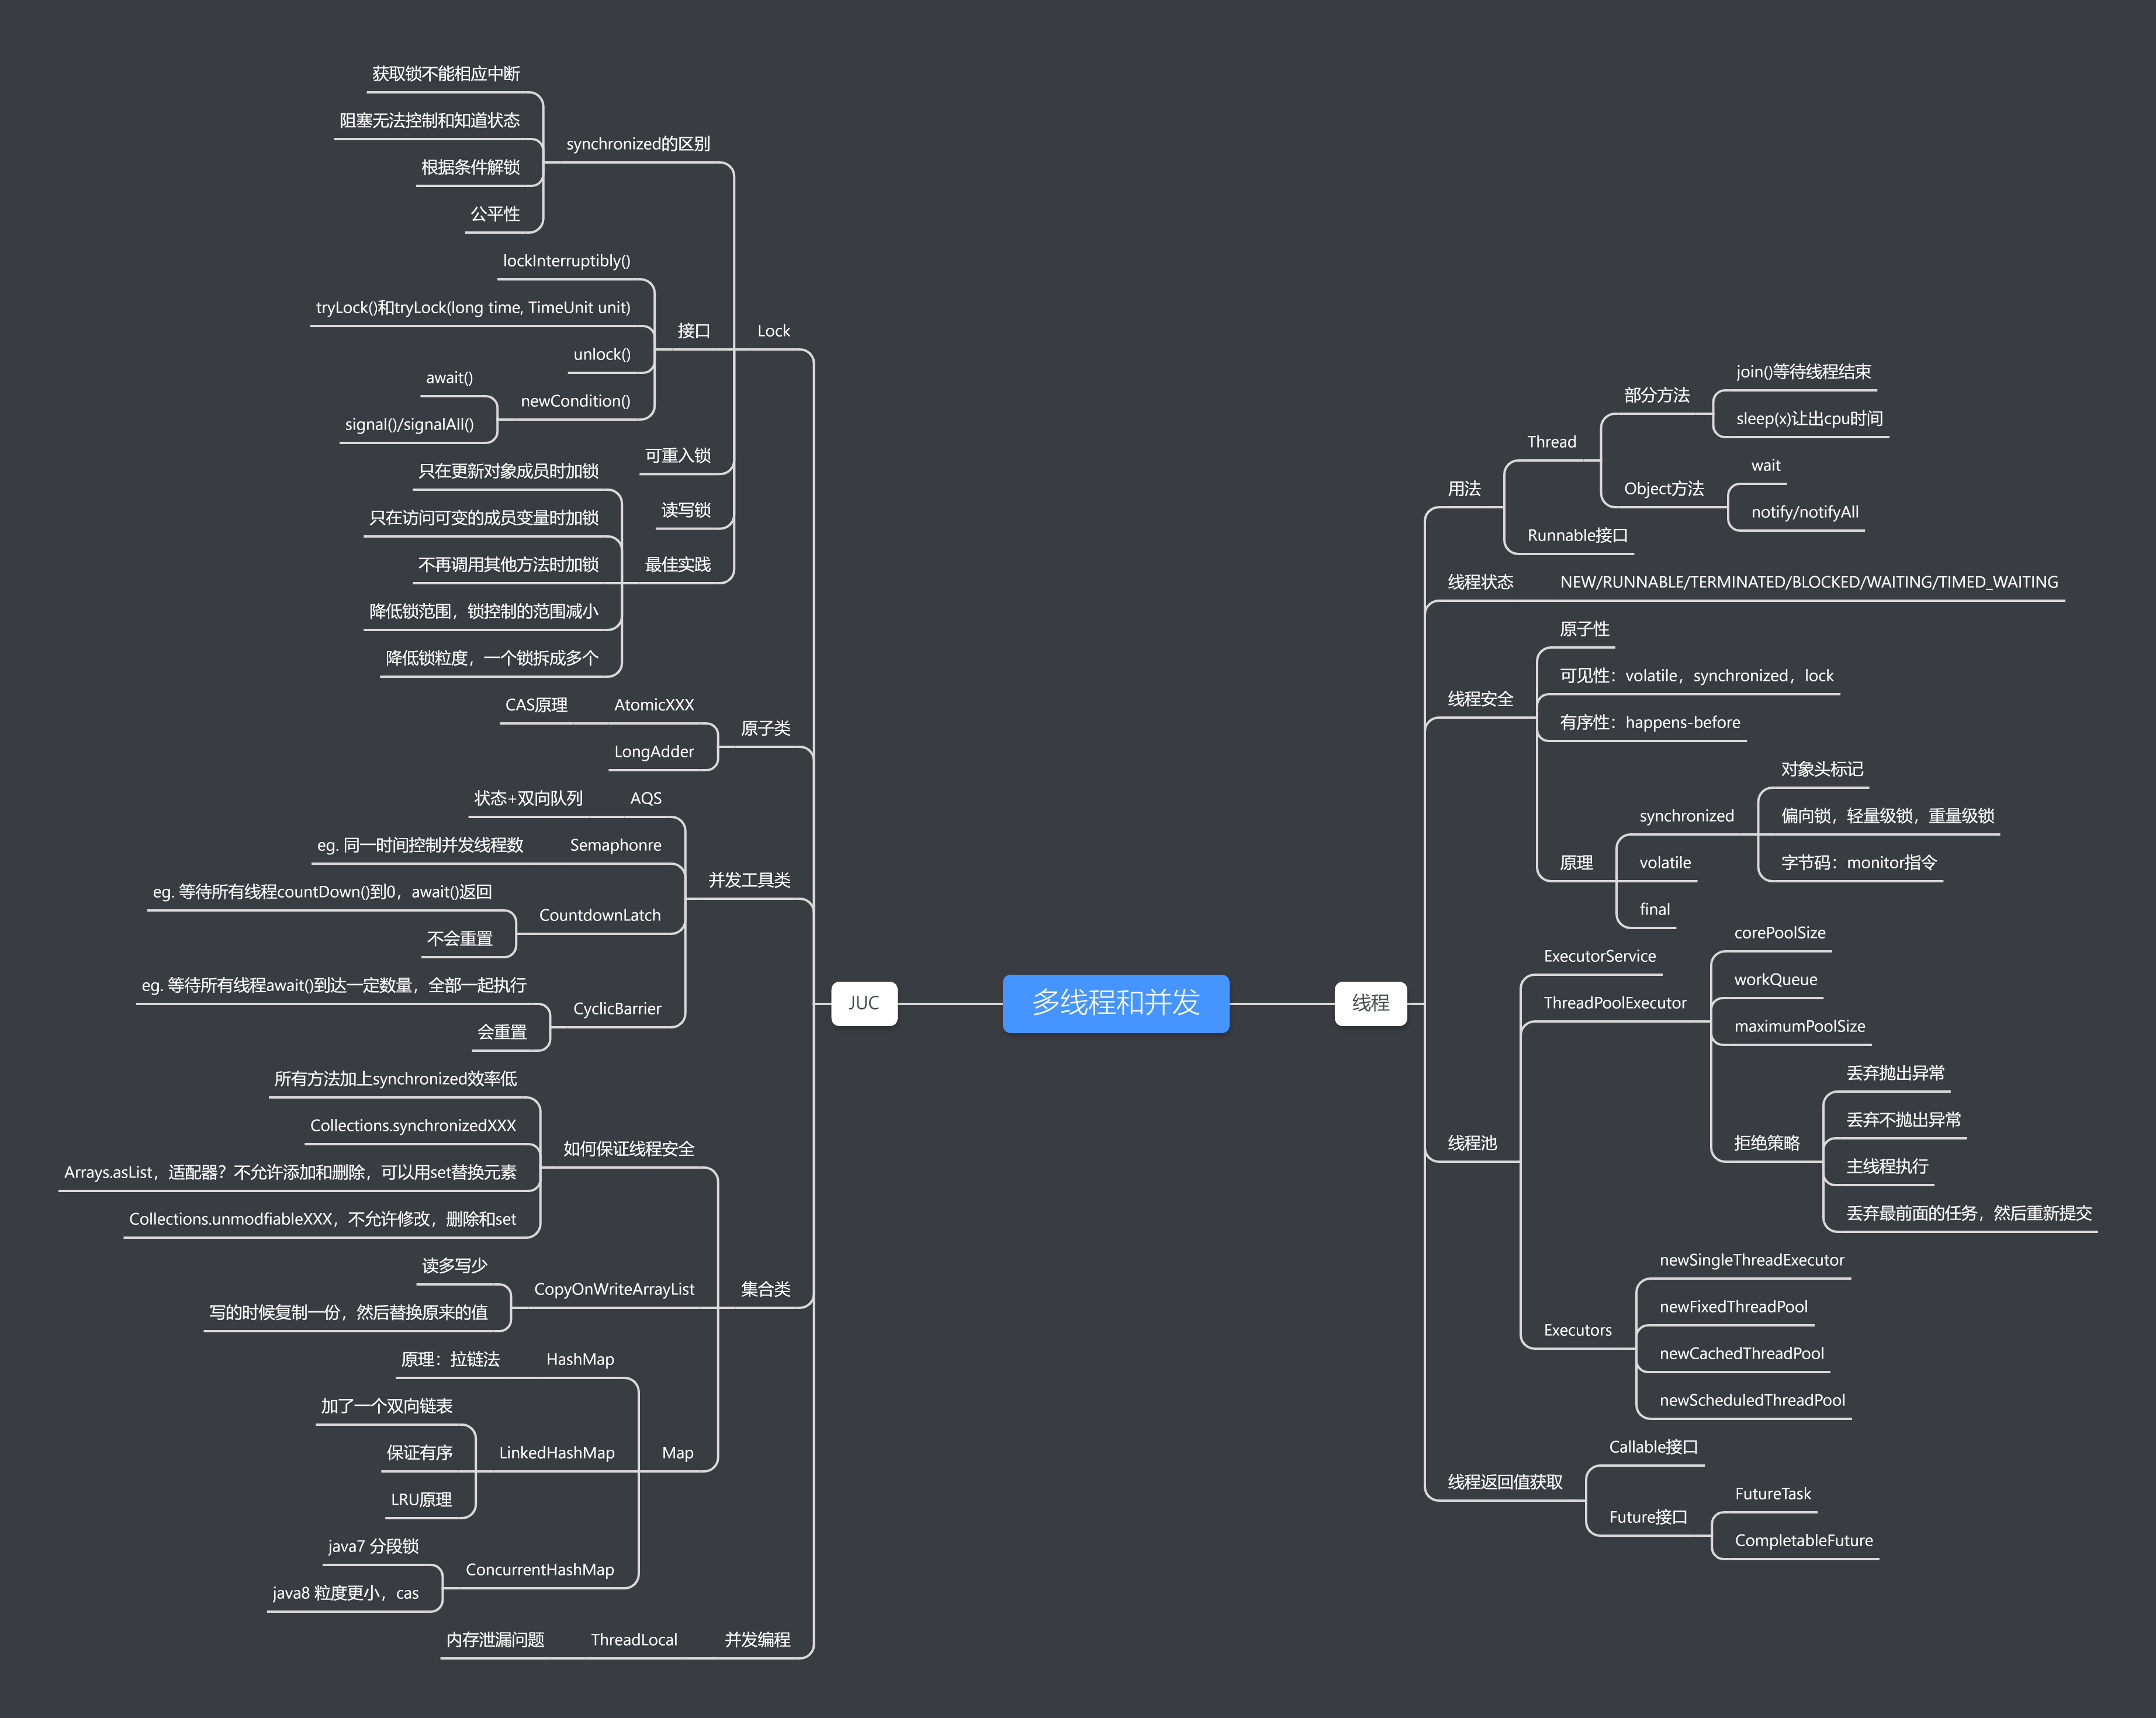 多线程和并发
JUC
Lock
synchronized的区别
获取锁不能相应中断
阻塞无法控制和知道状态
根据条件解锁
公平性
接口
lockInterruptibly()
tryLock()和tryLock(long time, TimeUnit unit)
unlock()
newCondition()
await()
signal()/signalAll()
可重入锁
读写锁
最佳实践
只在更新对象成员时加锁
只在访问可变的成员变量时加锁
不再调用其他方法时加锁
降低锁范围，锁控制的范围减小
降低锁粒度，一个锁拆成多个
原子类
AtomicXXX
CAS原理
LongAdder
并发工具类
AQS
状态+双向队列
Semaphonre
eg. 同一时间控制并发线程数
CountdownLatch
eg. 等待所有线程countDown()到0，await()返回
不会重置
CyclicBarrier
eg. 等待所有线程await()到达一定数量，全部一起执行
会重置
集合类
如何保证线程安全
所有方法加上synchronized效率低
Collections.synchronizedXXX
Arrays.asList，适配器？不允许添加和删除，可以用set替换元素
Collections.unmodfiableXXX，不允许修改，删除和set
CopyOnWriteArrayList
读多写少
写的时候复制一份，然后替换原来的值
Map
HashMap
原理：拉链法
LinkedHashMap
加了一个双向链表
保证有序
LRU原理
ConcurrentHashMap
java7 分段锁
java8 粒度更小，cas
并发编程
ThreadLocal
内存泄漏问题
线程
用法
Thread
部分方法
join()等待线程结束
sleep(x)让出cpu时间
Object方法
wait
notify/notifyAll
Runnable接口
线程状态
NEW/RUNNABLE/TERMINATED/BLOCKED/WAITING/TIMED_WAITING
线程安全
原子性
可见性：volatile，synchronized，lock
有序性：happens-before
原理
synchronized
对象头标记
偏向锁，轻量级锁，重量级锁
字节码：monitor指令
volatile
final
线程池
ExecutorService
ThreadPoolExecutor
corePoolSize
workQueue
maximumPoolSize
拒绝策略
丢弃抛出异常
丢弃不抛出异常
主线程执行
丢弃最前面的任务，然后重新提交
Executors
newSingleThreadExecutor
newFixedThreadPool
newCachedThreadPool
newScheduledThreadPool
线程返回值获取
Callable接口
Future接口
FutureTask
CompletableFuture